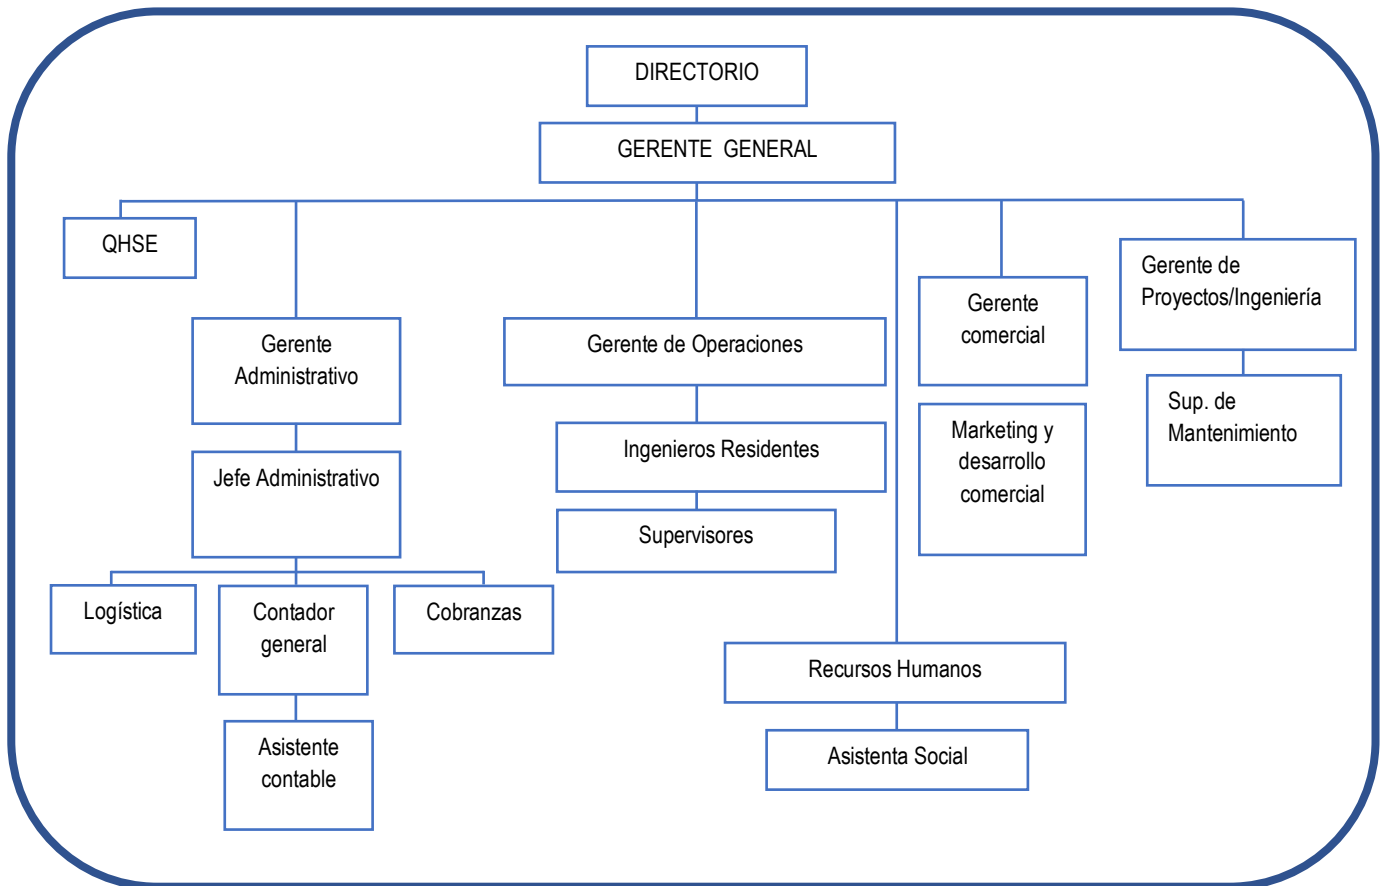 DIRECTORIO
GERENTE  GENERAL
QHSE
Gerente
Administrativo
Jefe Administrativo
Logística
Contador
general
Cobranzas
Asistente
contable
Gerente de Operaciones
Ingenieros Residentes
Supervisores
Recursos Humanos
Asistenta Social
Gerente
comercial
Marketing y
desarrollo
comercial
Gerente de
Proyectos/Ingeniería
Sup. de
Mantenimiento